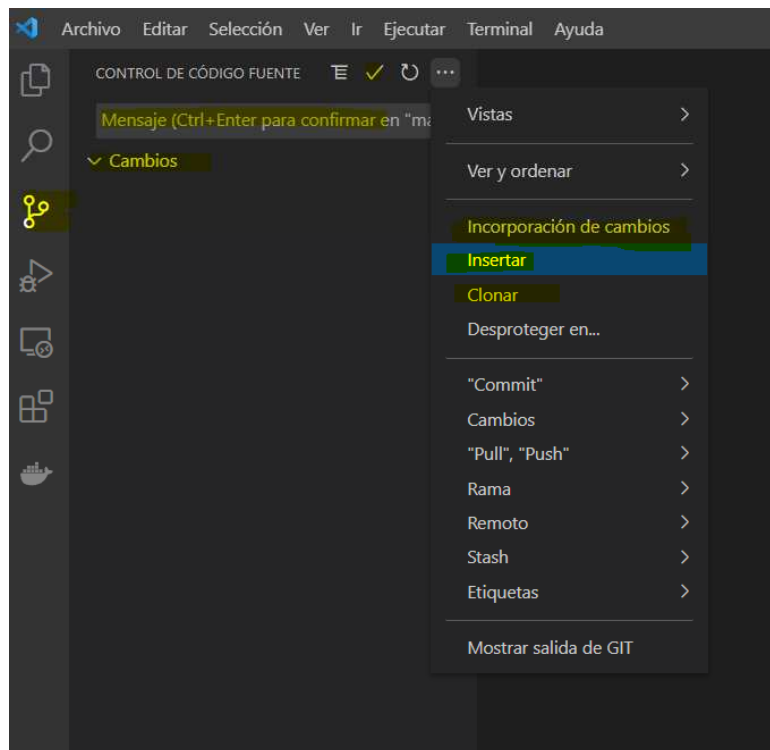 Archivo Editar Selección Ver Ir Ejecutar Terminal Ayuda
CONTROL DE CÓDIGO FUENTE
Mensaje (Ctrl+Enter para confirmar en "ma
Cambios
Vistas
Ver y ordenar
Incorporación de cambios
Insertar
Clonar
Desproteger en...
"Commit"
Cambios
"Pull", "Push"
Rama
Remoto
Stash
Etiquetas
Mostrar salida de GIT